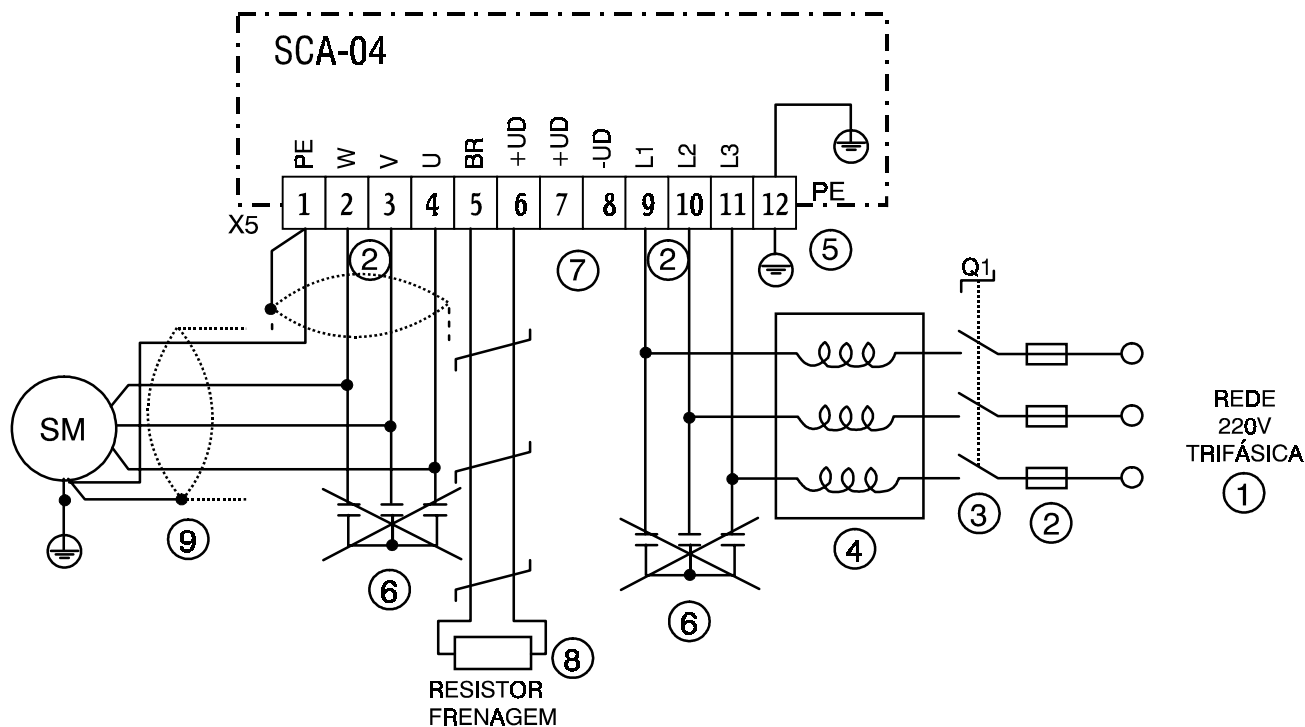 SCA-04
PE W V U BR +UD +UD -UD L1 L2 L3
X5 1 2 3 4 5 6 7 8 9 10 11 12 PE
2 7 2 5
Q1
SM
REDE
220V
TRIFÁSICA
1
9 6 4 3 2
6
8
RESISTOR
FRENAGEM